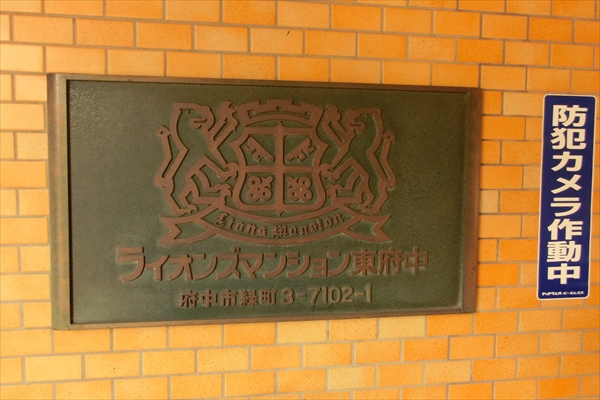 Lions Mansion
ライオンズマンション東府中
府中市緑町3-7102-1
防犯カメラ作動中